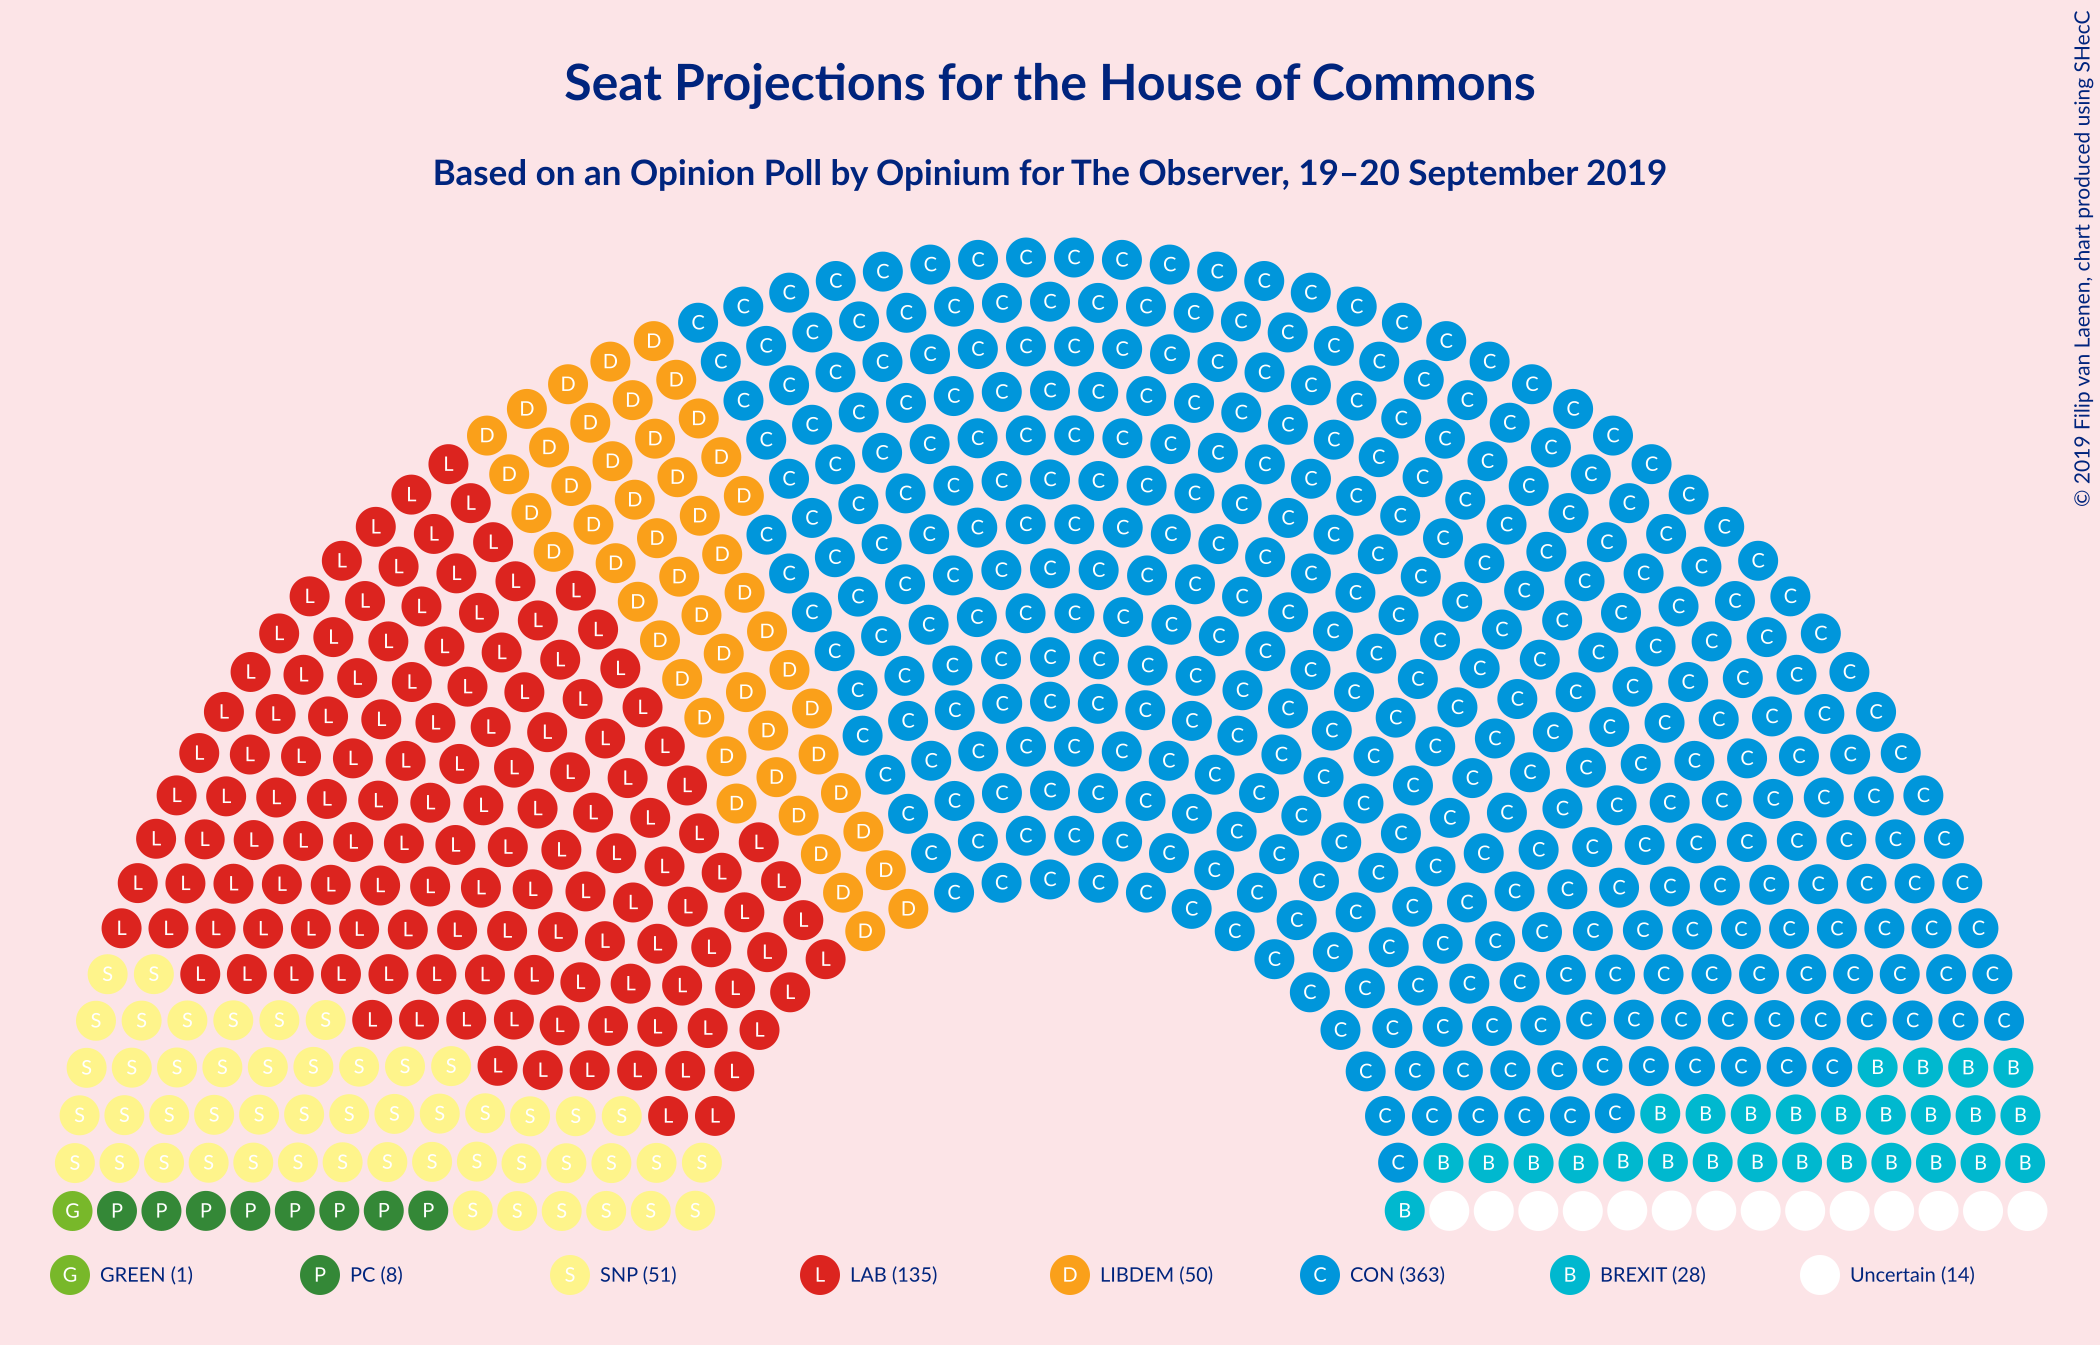 Seat Projections for the House of Commons
Based on an Opinion Poll by Opinium for The Observer, 19–20 September 2019
© 2019 Filip van Laenen, chart produced using SHecC
G GREEN (1)
P PC (8)
S SNP (51)
L LAB (135)
D LIBDEM (50)
C CON (363)
B BREXIT (28)
Uncertain (14)